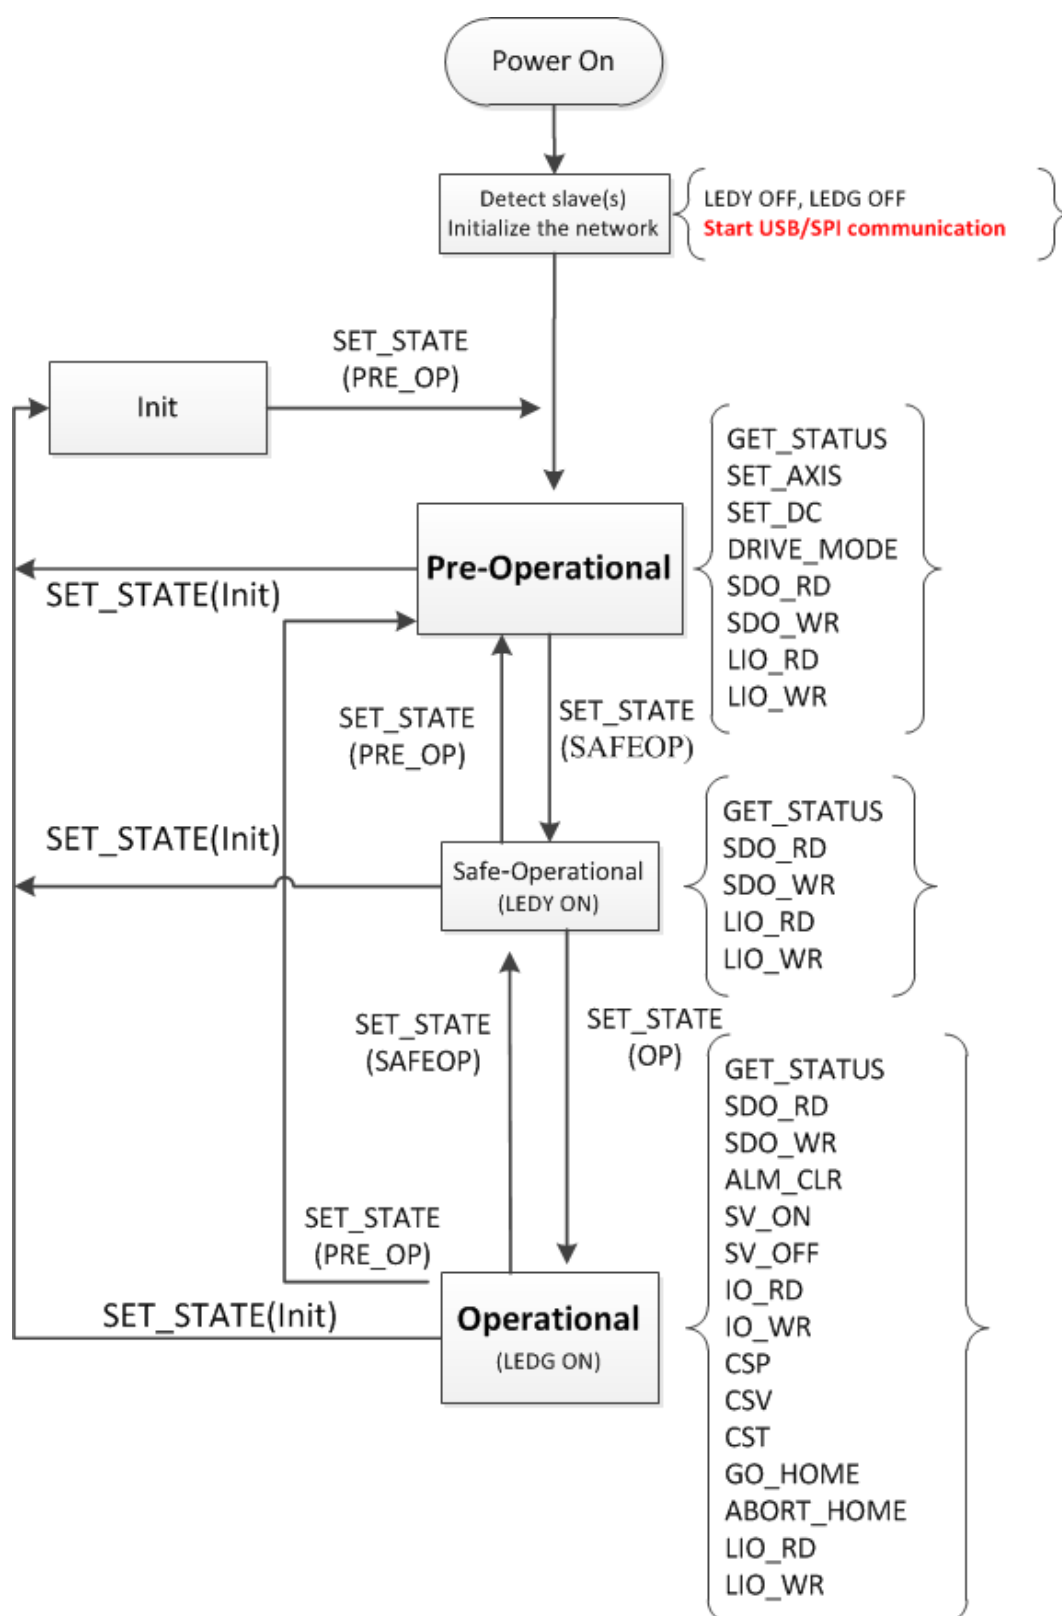 Power On
Detect slave(s)
Initialize the network
LEDY OFF, LEDG OFF
Start USB/SPI communication
SET_STATE
(PRE_OP)
Init
GET_STATUS
SET_AXIS
SET_DC
DRIVE_MODE
SDO_RD
SDO_WR
LIO_RD
LIO_WR
Pre-Operational
SET_STATE(Init)
SET_STATE
(PRE_OP)
SET_STATE
(SAFEOP)
SET_STATE(Init)
Safe-Operational
(LEDY ON)
GET_STATUS
SDO_RD
SDO_WR
LIO_RD
LIO_WR
SET_STATE
(SAFEOP)
SET_STATE
(OP)
SET_STATE
(PRE_OP)
SET_STATE(Init)
Operational
(LEDG ON)
GET_STATUS
SDO_RD
SDO_WR
ALM_CLR
SV_ON
SV_OFF
IO_RD
IO_WR
CSP
CSV
CST
GO_HOME
ABORT_HOME
LIO_RD
LIO_WR